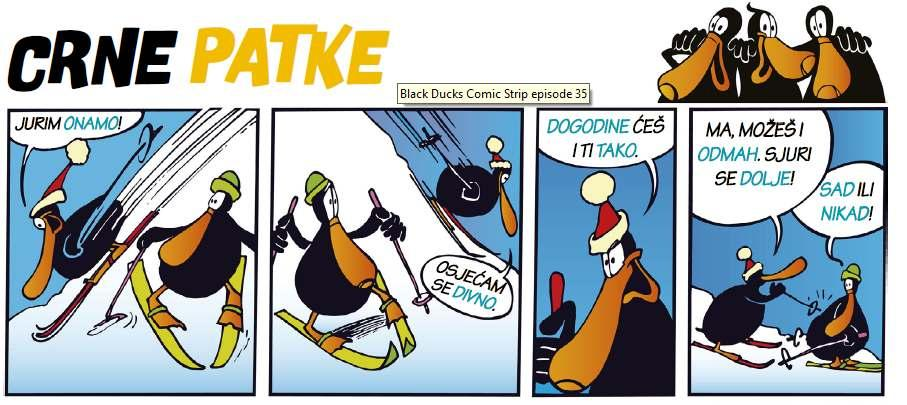 CRNE PATKE
Black Ducks Comic Strip episode 35
JURIM ONAMO!
OSJEĆAM
SE DIVNO.
DOGODINE ĆEŠ
I TI TAKO.
MA, MOŽEŠ I
ODMAH. SJURI
SE DOLJE!
SAD ILI
NIKAD!